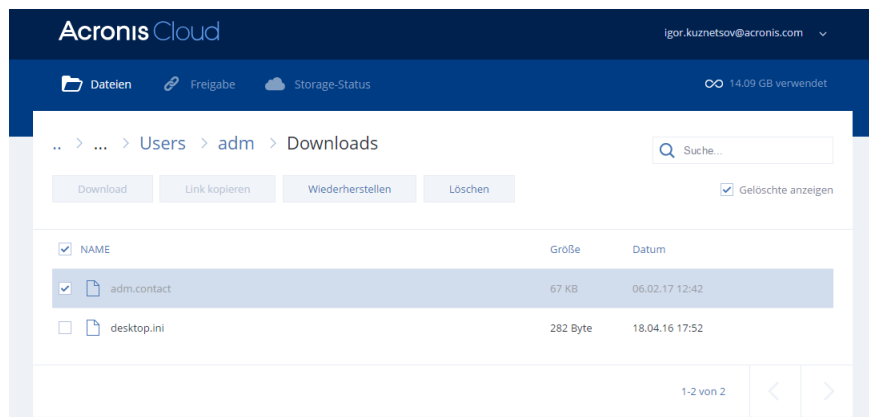 Acronis Cloud
igor.kuznetsov@acronis.com
Dateien Freigabe Storage-Status
14.09 GB verwendet
.. > ... > Users > adm > Downloads
Suche...
Download Link kopieren Wiederherstellen Löschen
Gelöschte anzeigen
NAME Größe Datum
adm.contact 67 KB 06.02.17 12:42
desktop.ini 282 Byte 18.04.16 17:52
1-2 von 2